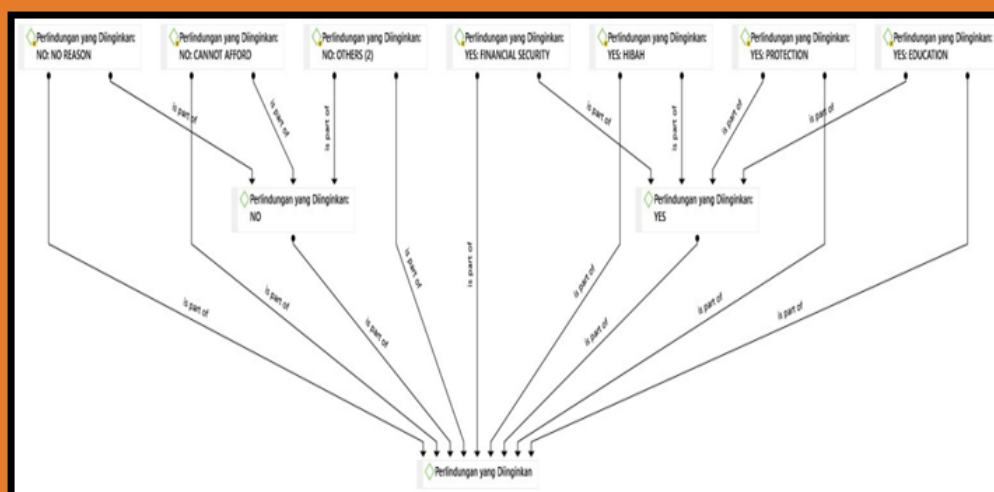 Perlindungan yang Diinginkan:
NO: NO REASON
Perlindungan yang Diinginkan:
NO: CANNOT AFFORD
Perlindungan yang Diinginkan:
NO: OTHERS (2)
Perlindungan yang Diinginkan:
YES: FINANCIAL SECURITY
Perlindungan yang Diinginkan:
YES: HIBAH
Perlindungan yang Diinginkan:
YES: PROTECTION
Perlindungan yang Diinginkan:
YES: EDUCATION
is part of
is part of
is part of
is part of
is part of
is part of
is part of
Perlindungan yang Diinginkan:
NO
Perlindungan yang Diinginkan:
YES
is part of
is part of
is part of
is part of
is part of
is part of
is part of
is part of
is part of
Perlindungan yang Diinginkan